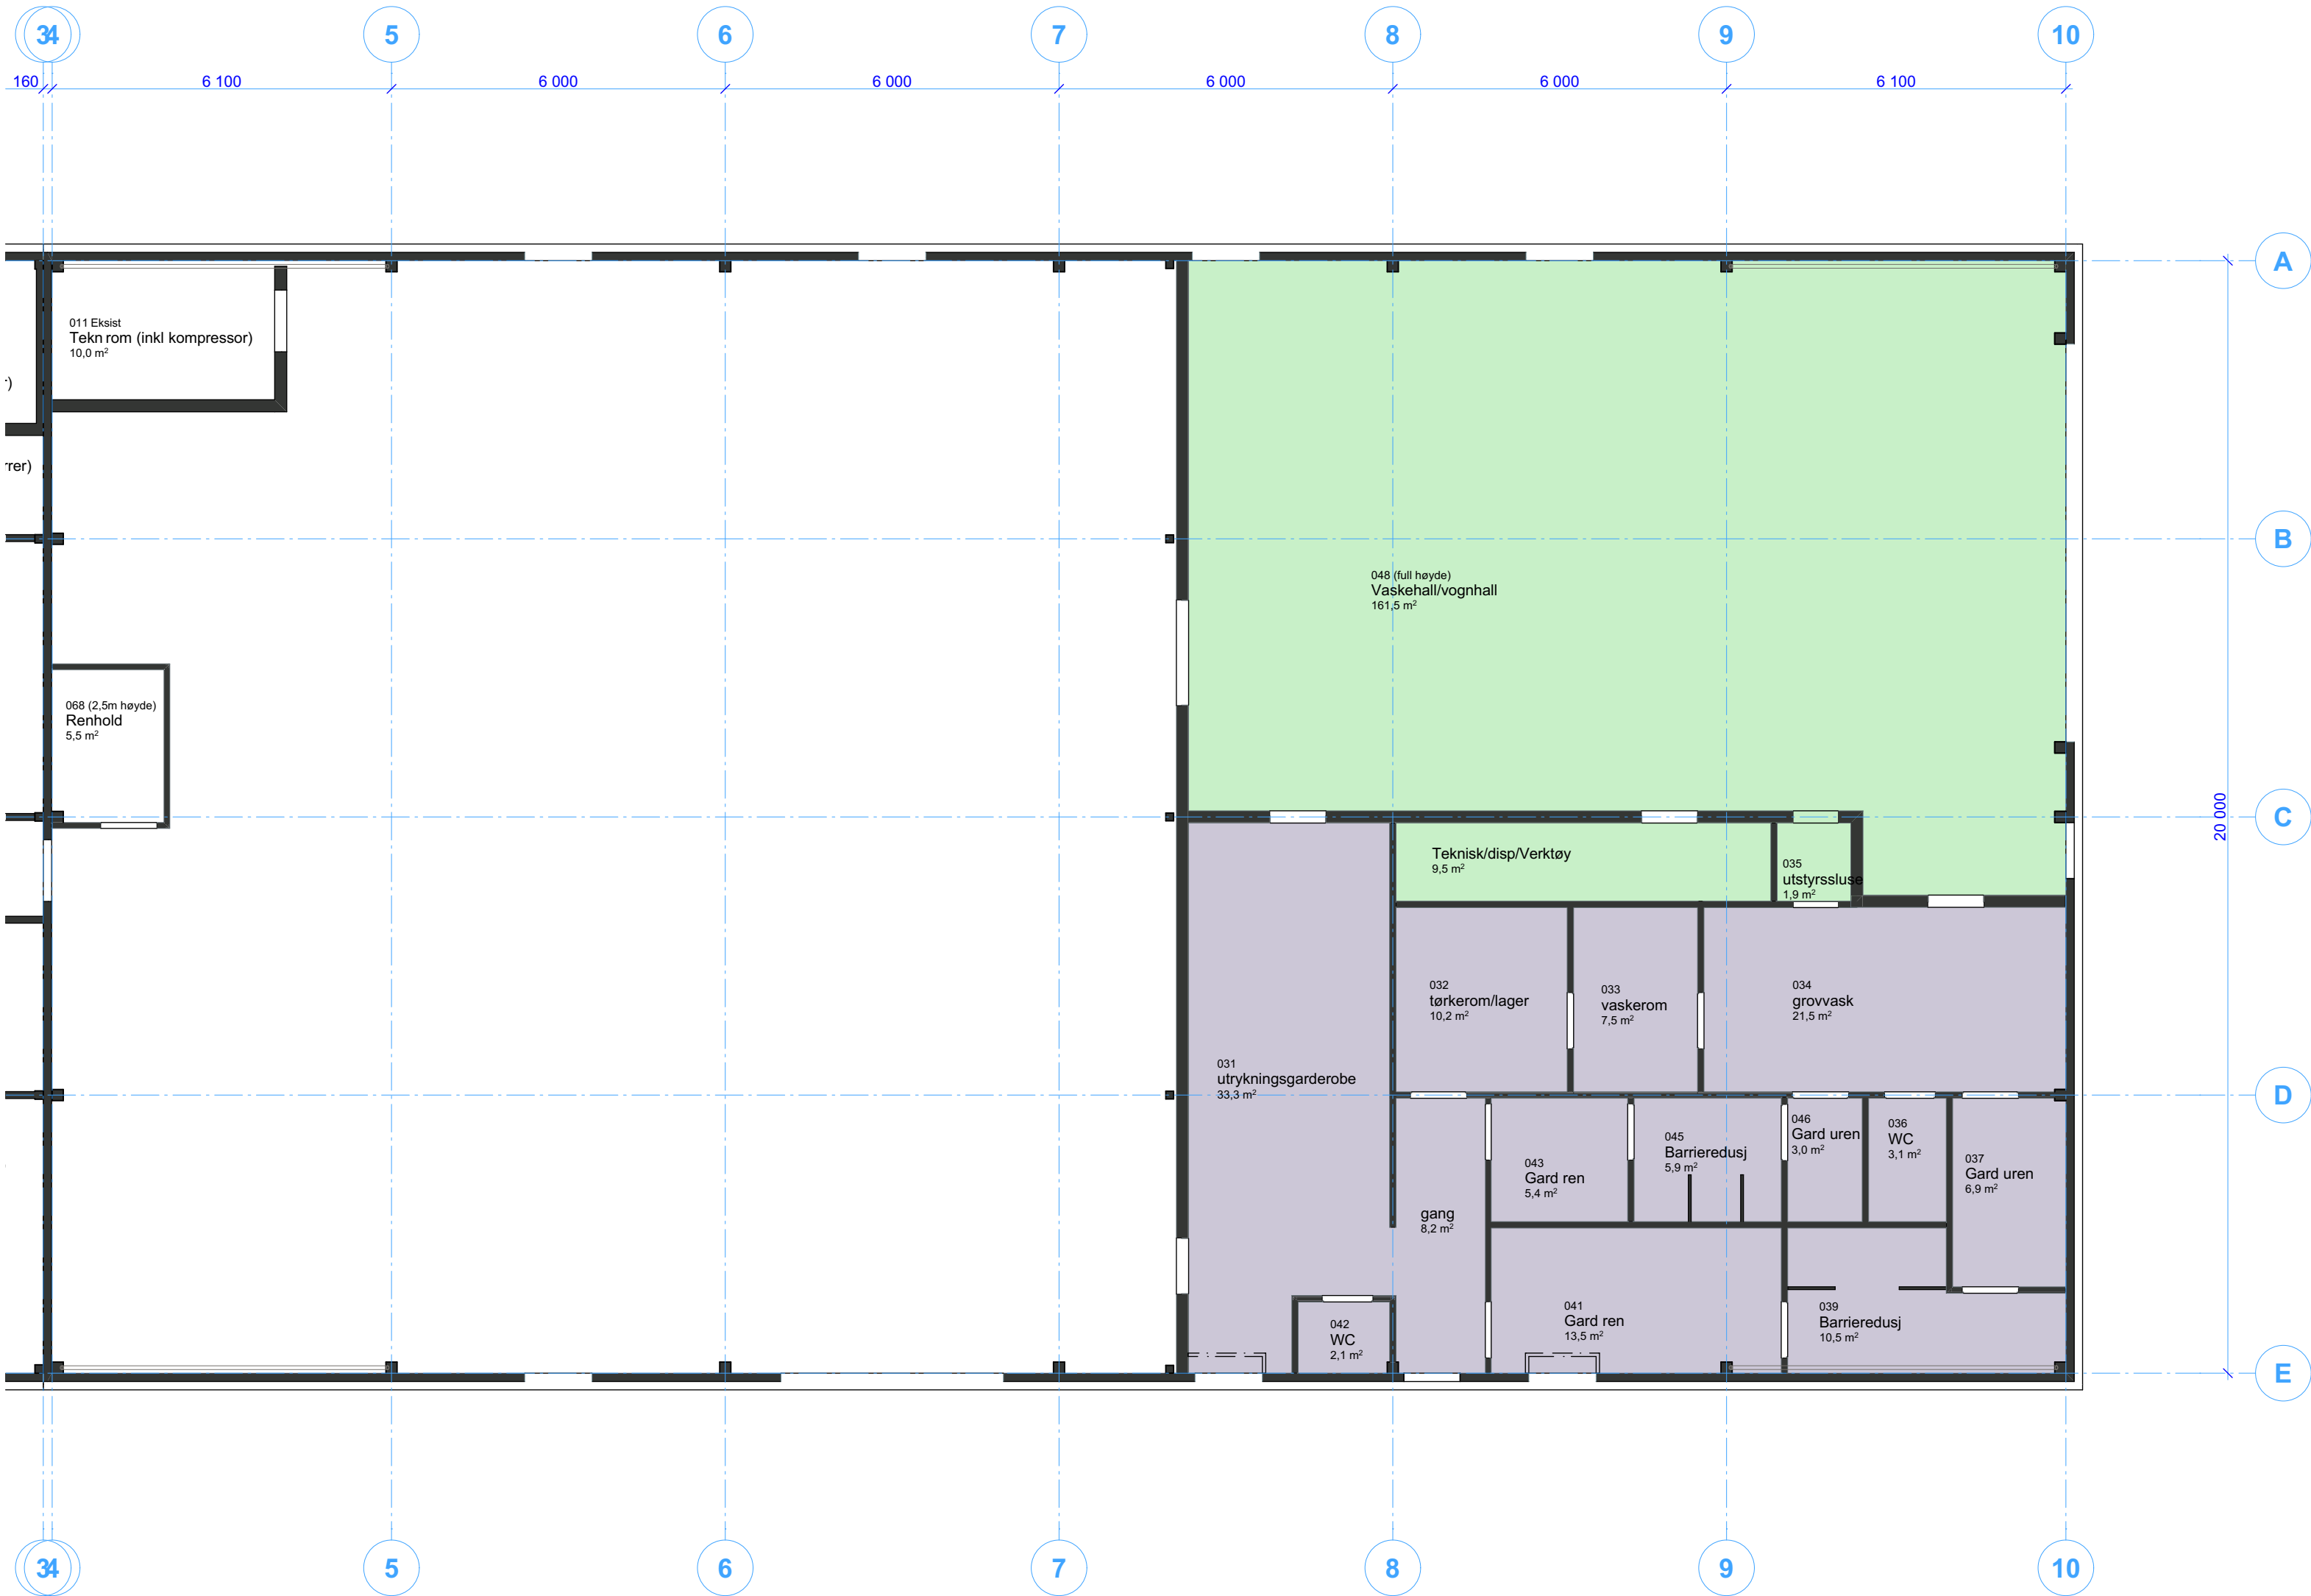 3
4
5
6
7
8
9
10
160
6 100
6 000
6 000
6 000
6 000
6 100
A
011 Eksist
Tekn rom (inkl kompressor)
10,0 m²
r)
rrer)
B
048 (full høyde)
Vaskehall/vognhall
161,5 m²
068 (2,5m høyde)
Renhold
5,5 m²
C
20 000
Teknisk/disp/Verktøy
9,5 m²
035
utstyrssluse
1,9 m²
032
tørkerom/lager
10,2 m²
033
vaskerom
7,5 m²
034
grovvask
21,5 m²
031
utrykningsgarderobe
33,3 m²
D
046
Gard uren
3,0 m²
036
WC
3,1 m²
045
Barrieredusj
5,9 m²
043
Gard ren
5,4 m²
037
Gard uren
6,9 m²
gang
8,2 m²
041
Gard ren
13,5 m²
039
Barrieredusj
10,5 m²
042
WC
2,1 m²
E
3
4
5
6
7
8
9
10